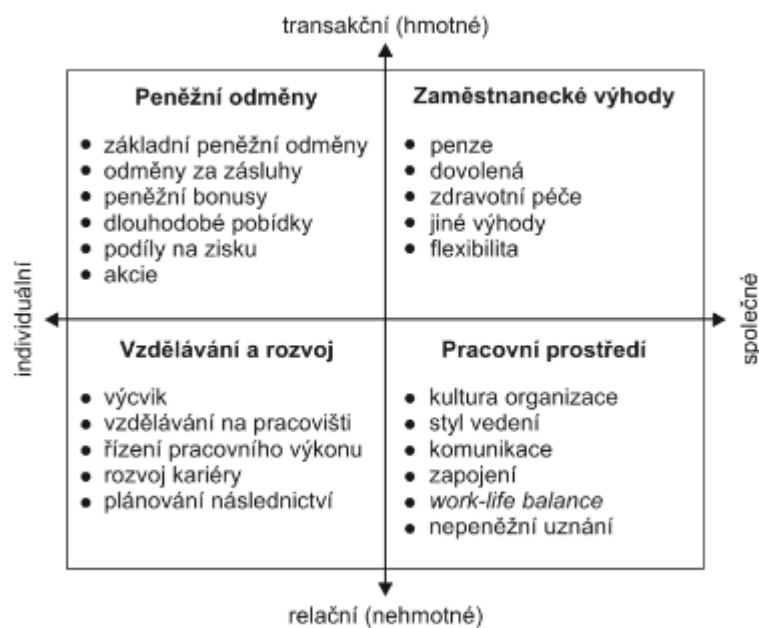 transakční (hmotné)
Peněžní odměny
● základní peněžní odměny
● odměny za zásluhy
● peněžní bonusy
● dlouhodobé pobídky
● podíly na zisku
● akcie
Zaměstnanecké výhody
● penze
● dovolená
● zdravotní péče
● jiné výhody
● flexibilita
individuální
společné
Vzdělávání a rozvoj
● výcvik
● vzdělávání na pracovišti
● řízení pracovního výkonu
● rozvoj kariéry
● plánování následnictví
Pracovní prostředí
● kultura organizace
● styl vedení
● komunikace
● zapojení
● work-life balance
● nepeněžní uznání
relační (nehmotné)